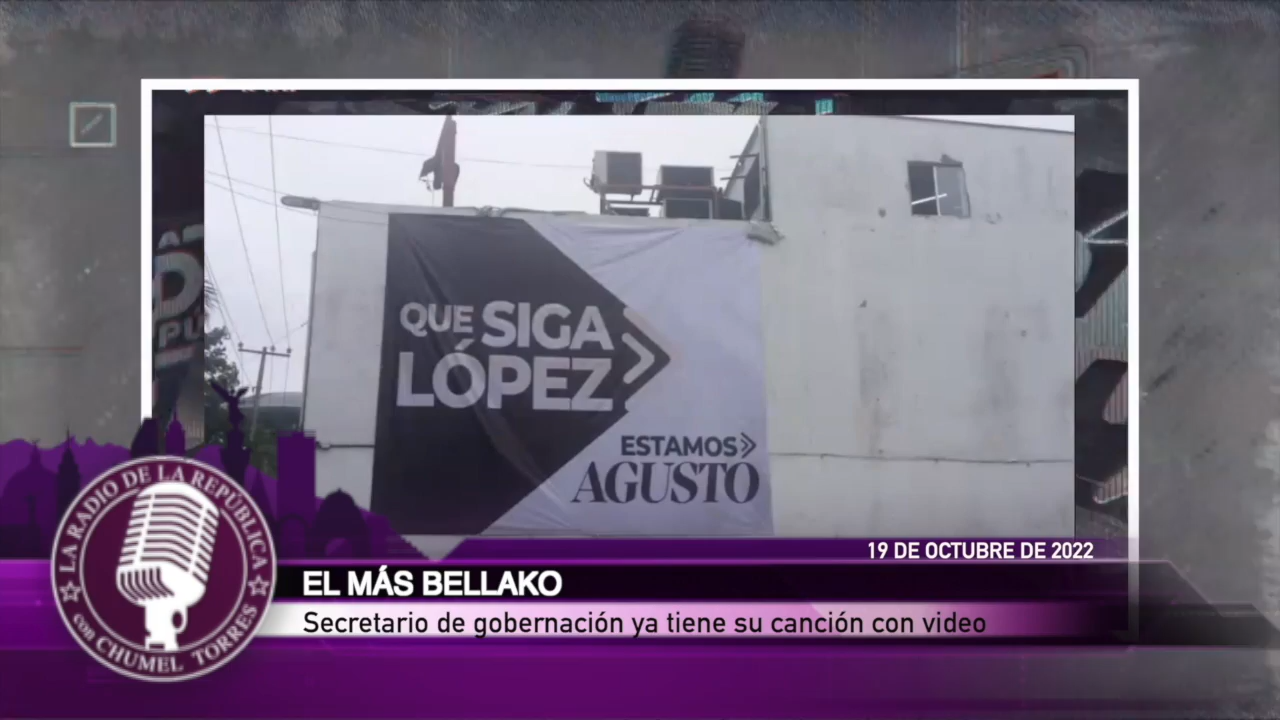 QUE SIGA
LÓPEZ
ESTAMOS
AGUSTO
19 DE OCTUBRE DE 2022
EL MÁS BELLAKO
Secretario de gobernación ya tiene su canción con video
LA RADIO DE LA REPÚBLICA
con CHUMEL TORRES